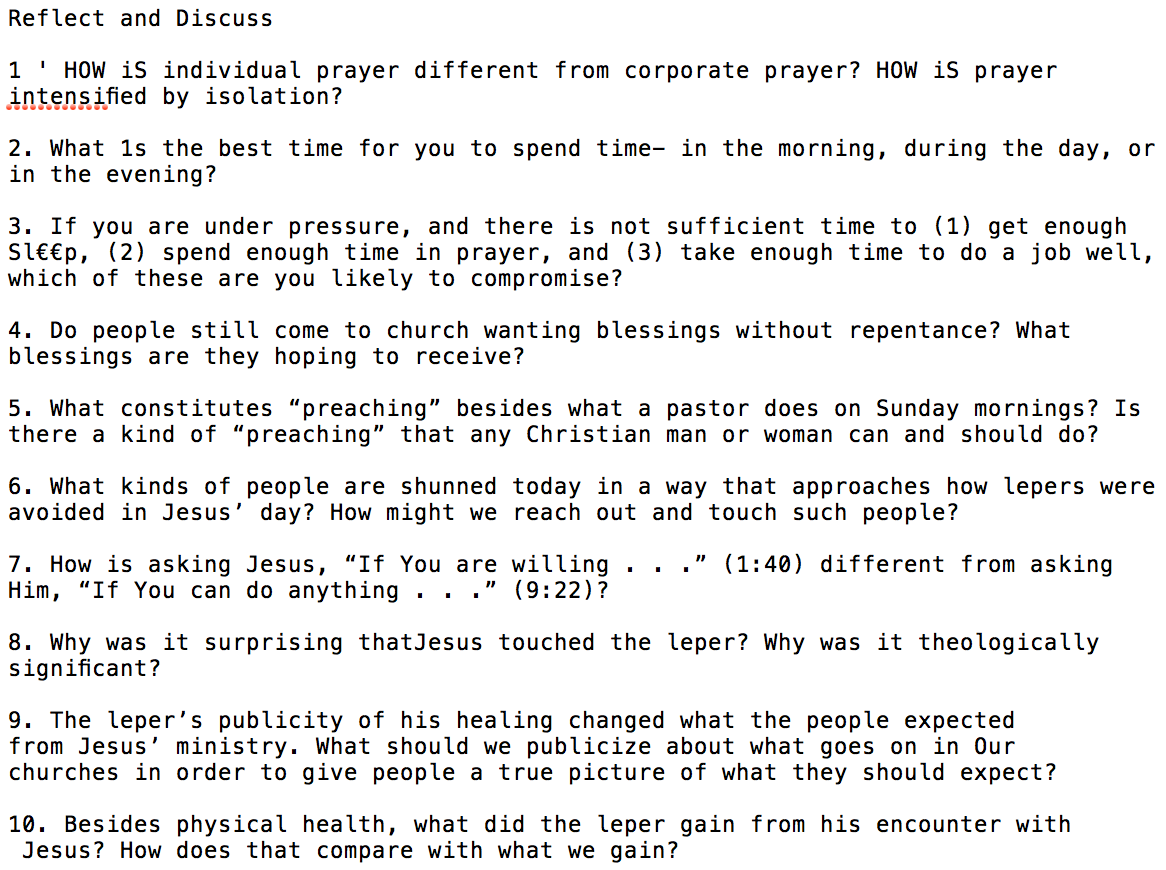 Reflect and Discuss
1 ' HOW iS individual prayer different from corporate prayer? HOW iS prayer
intensified by isolation?
2. What 1s the best time for you to spend time– in the morning, during the day, or
in the evening?
3. If you are under pressure, and there is not sufficient time to (1) get enough
Sl€€p, (2) spend enough time in prayer, and (3) take enough time to do a job well,
which of these are you likely to compromise?
4. Do people still come to church wanting blessings without repentance? What
blessings are they hoping to receive?
5. What constitutes “preaching” besides what a pastor does on Sunday mornings? Is
there a kind of “preaching” that any Christian man or woman can and should do?
6. What kinds of people are shunned today in a way that approaches how lepers were
avoided in Jesus’ day? How might we reach out and touch such people?
7. How is asking Jesus, “If You are willing . . .” (1:40) different from asking
Him, “If You can do anything . . .” (9:22)?
8. Why was it surprising thatJesus touched the leper? Why was it theologically
significant?
9. The leper’s publicity of his healing changed what the people expected
from Jesus’ ministry. What should we publicize about what goes on in Our
churches in order to give people a true picture of what they should expect?
10. Besides physical health, what did the leper gain from his encounter with
Jesus? How does that compare with what we gain?